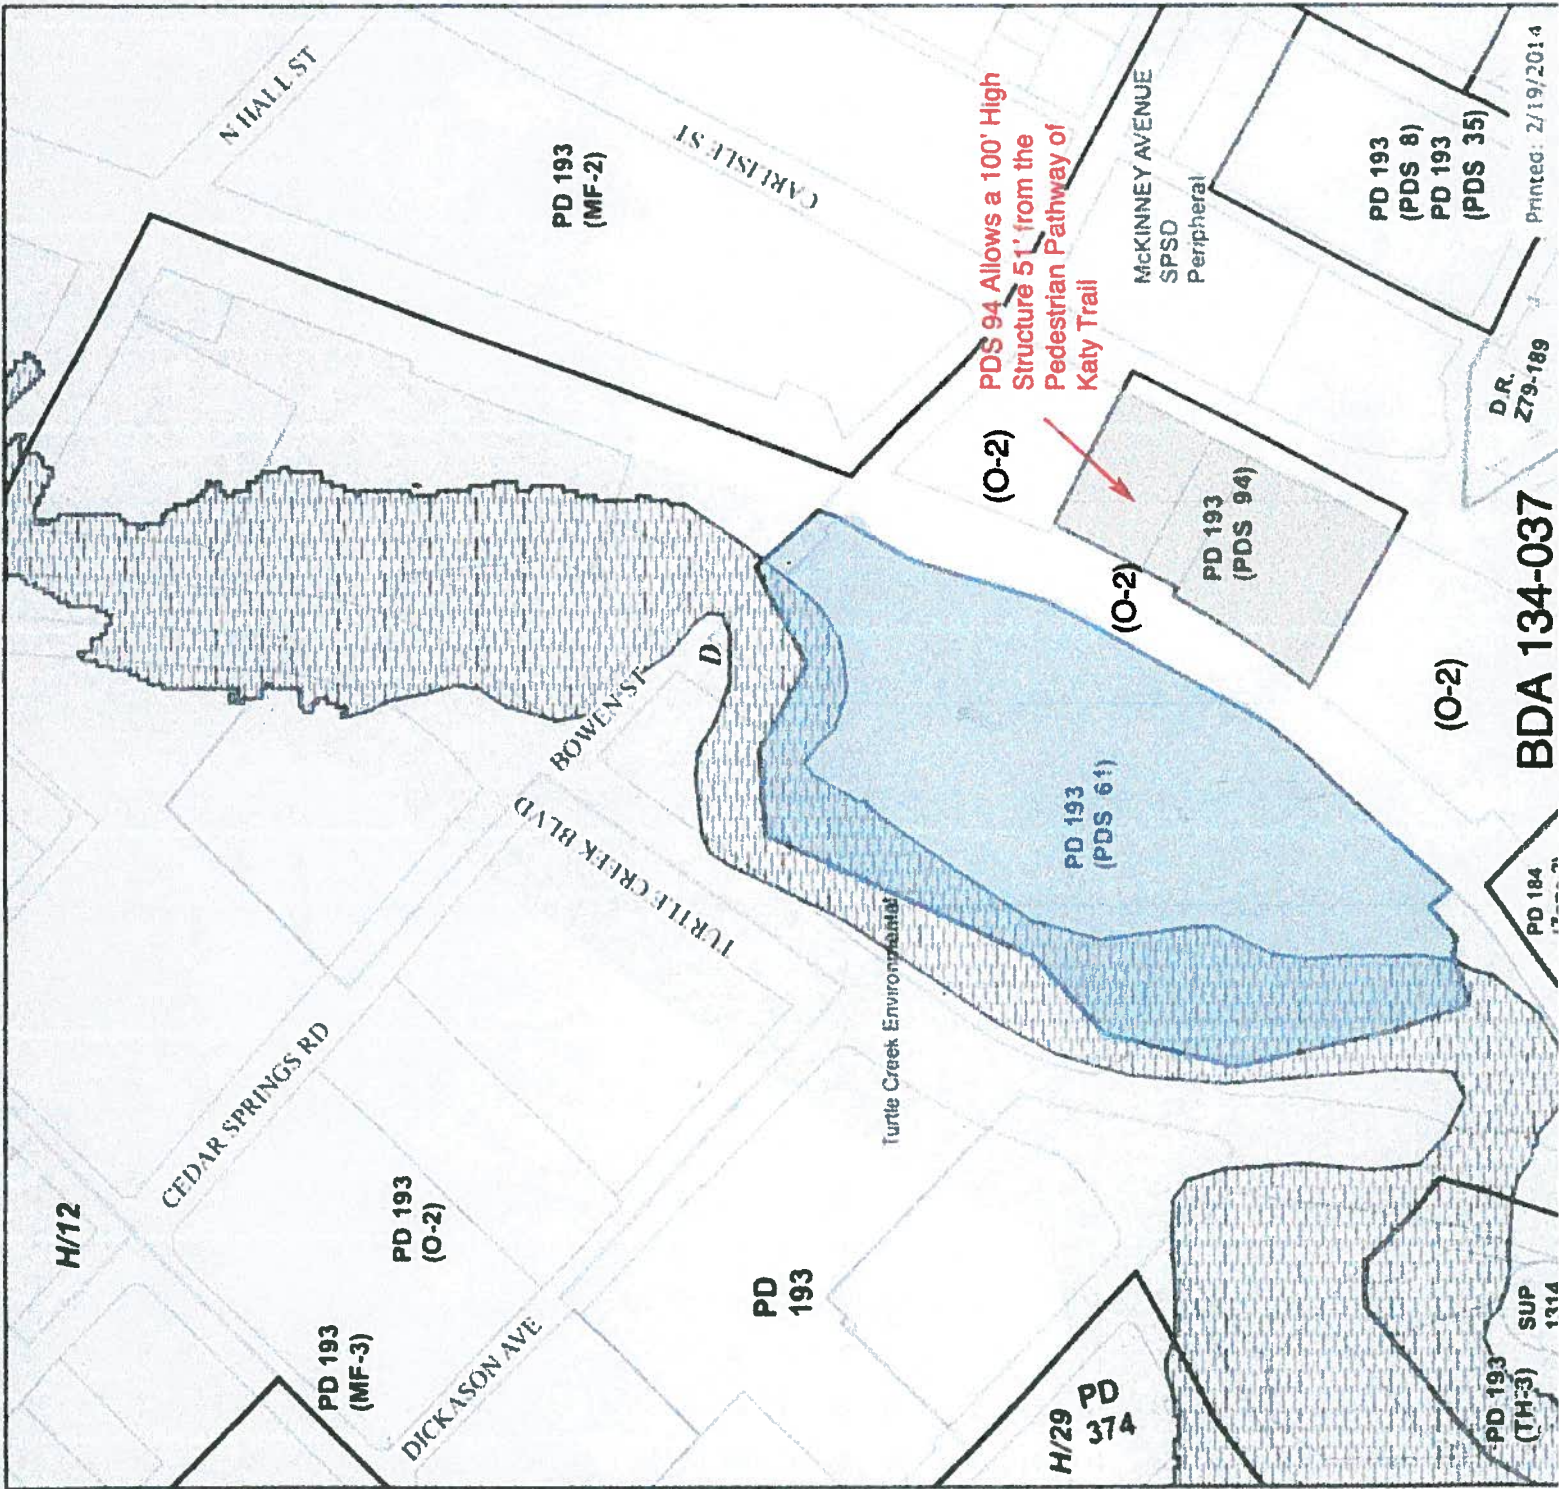 H/12
CEDAR SPRINGS RD
N HALL ST
PD 193
(MF-2)
CARLISLE ST
PD 193
(O-2)
PD 193
(MF-3)
DICKASON AVE
BOWEN ST
D
TURTLE CREEK BLVD
PD
193
Turtle Creek Environmental
PDS 94 Allows a 100' High
Structure 51' from the
Pedestrian Pathway of
Katy Trail
(O-2)
McKINNEY AVENUE
SPSD
Peripheral
PD 193
(PDS 61)
(O-2)
PD 193
(PDS 94)
H/29
PD
374
PD 193
(PDS 8)
PD 193
(PDS 35)
(O-2)
D.R.
Z79-189
PD 193
(TH-3)
SUP
1314
PD 184
BDA 134-037
Printed: 2/19/2014